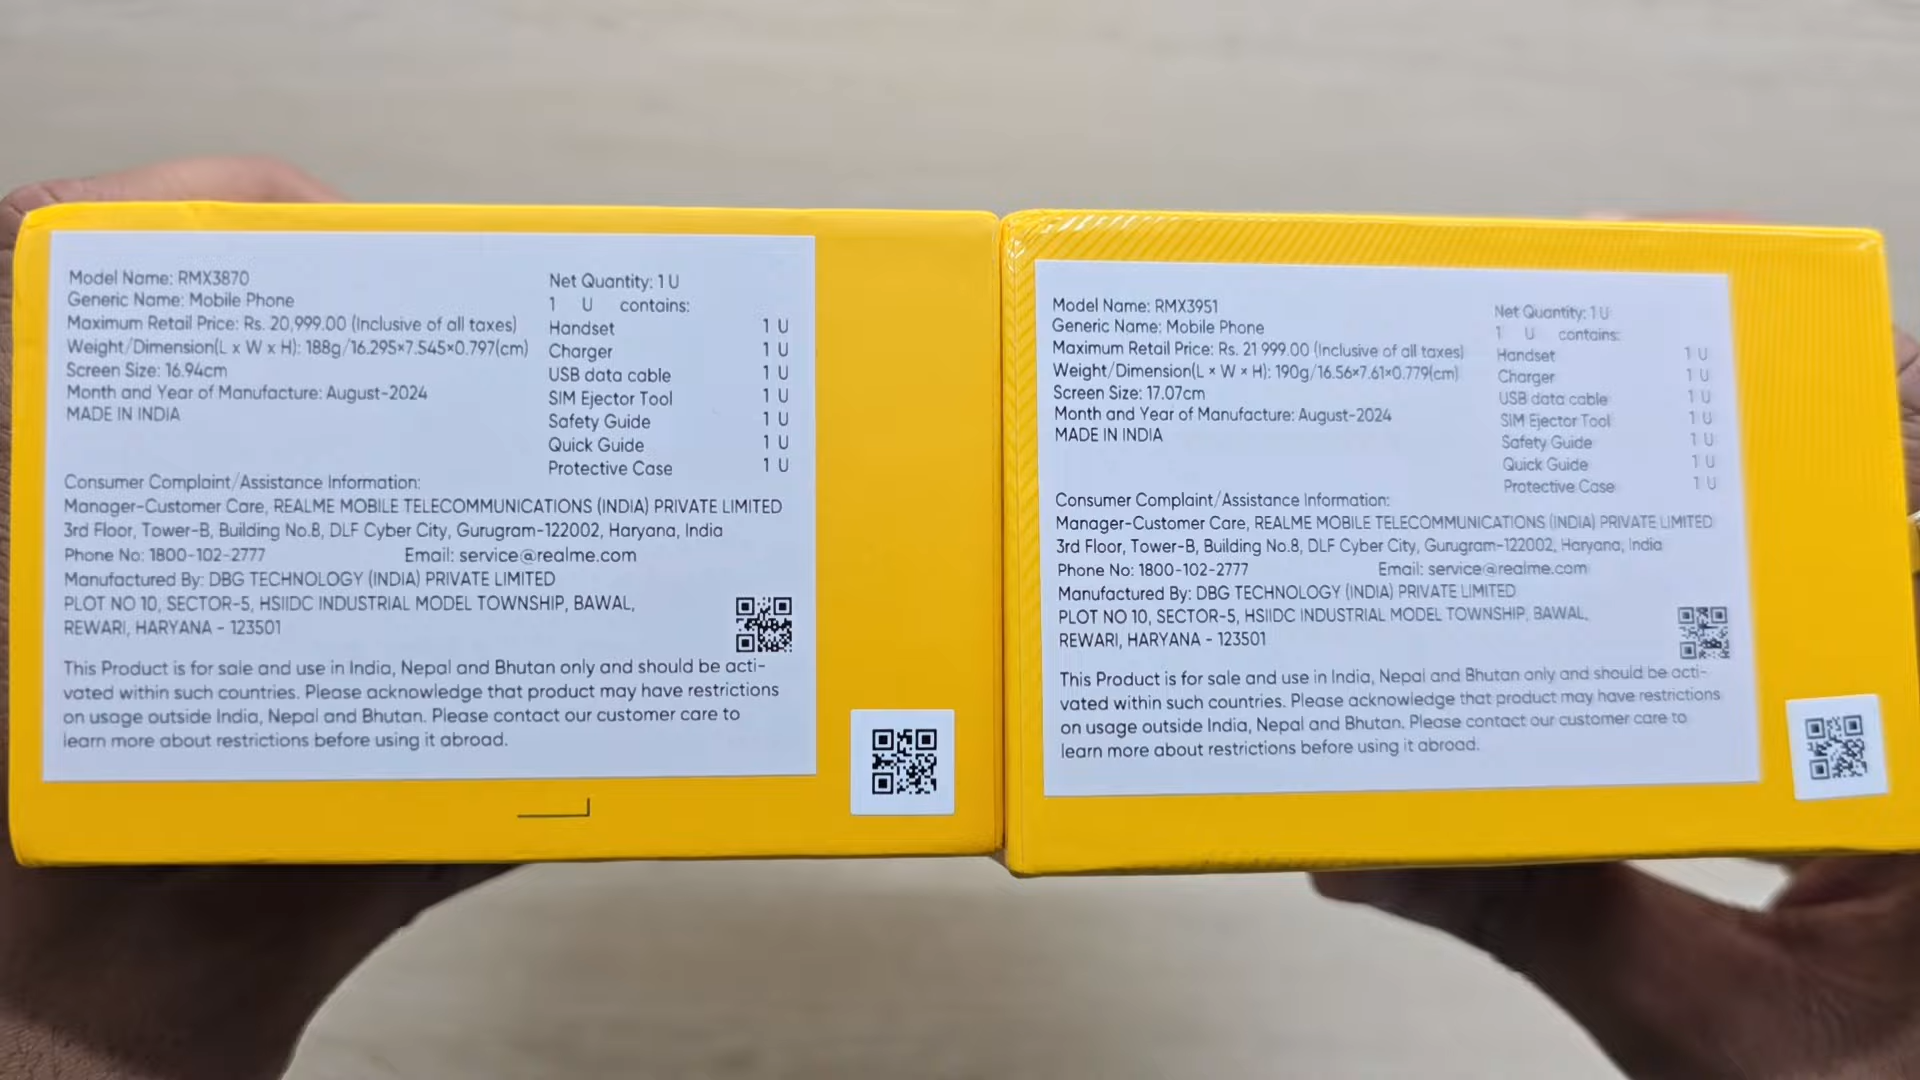 Model Name: RMX3870
Generic Name: Mobile Phone
Maximum Retail Price: Rs. 20,999.00 (Inclusive of all taxes)
Weight/Dimension(L x W x H): 188g/16.295×7.545×0.797(cm)
Screen Size: 16.94cm
Month and Year of Manufacture: August-2024
MADE IN INDIA
Net Quantity: 1 U
1 U contains:
Handset 1 U
Charger 1 U
USB data cable 1 U
SIM Ejector Tool 1 U
Safety Guide 1 U
Quick Guide 1 U
Protective Case 1 U
Consumer Complaint/Assistance Information:
Manager-Customer Care, REALME MOBILE TELECOMMUNICATIONS (INDIA) PRIVATE LIMITED
3rd Floor, Tower-B, Building No.8, DLF Cyber City, Gurugram-122002, Haryana, India
Phone No: 1800-102-2777 Email: service@realme.com
Manufactured By: DBG TECHNOLOGY (INDIA) PRIVATE LIMITED
PLOT NO 10, SECTOR-5, HSIIDC INDUSTRIAL MODEL TOWNSHIP, BAWAL,
REWARI, HARYANA - 123501
This Product is for sale and use in India, Nepal and Bhutan only and should be acti-
vated within such countries. Please acknowledge that product may have restrictions
on usage outside India, Nepal and Bhutan. Please contact our customer care to
learn more about restrictions before using it abroad.
Model Name: RMX3951
Generic Name: Mobile Phone
Maximum Retail Price: Rs. 21 999.00 (Inclusive of all taxes)
Weight/Dimension(L × W × H): 190g/16.56×7.61×0.779(cm)
Screen Size: 17.07cm
Month and Year of Manufacture: August-2024
MADE IN INDIA
Net Quantity: 1 U
1 U contains:
Handset 1 U
Charger 1 U
USB data cable 1 U
SIM Ejector Tool 1 U
Safety Guide 1 U
Quick Guide 1 U
Protective Case 1 U
Consumer Complaint/Assistance Information:
Manager-Customer Care, REALME MOBILE TELECOMMUNICATIONS (INDIA) PRIVATE LIMITED
3rd Floor, Tower-B, Building No.8, DLF Cyber City, Gurugram-122002, Haryana, India
Phone No: 1800-102-2777 Email: service@realme.com
Manufactured By: DBG TECHNOLOGY (INDIA) PRIVATE LIMITED
PLOT NO 10, SECTOR-5, HSIIDC INDUSTRIAL MODEL TOWNSHIP, BAWAL,
REWARI, HARYANA - 123501
This Product is for sale and use in India, Nepal and Bhutan only and should be acti-
vated within such countries. Please acknowledge that product may have restrictions
on usage outside India, Nepal and Bhutan. Please contact our customer care to
learn more about restrictions before using it abroad.